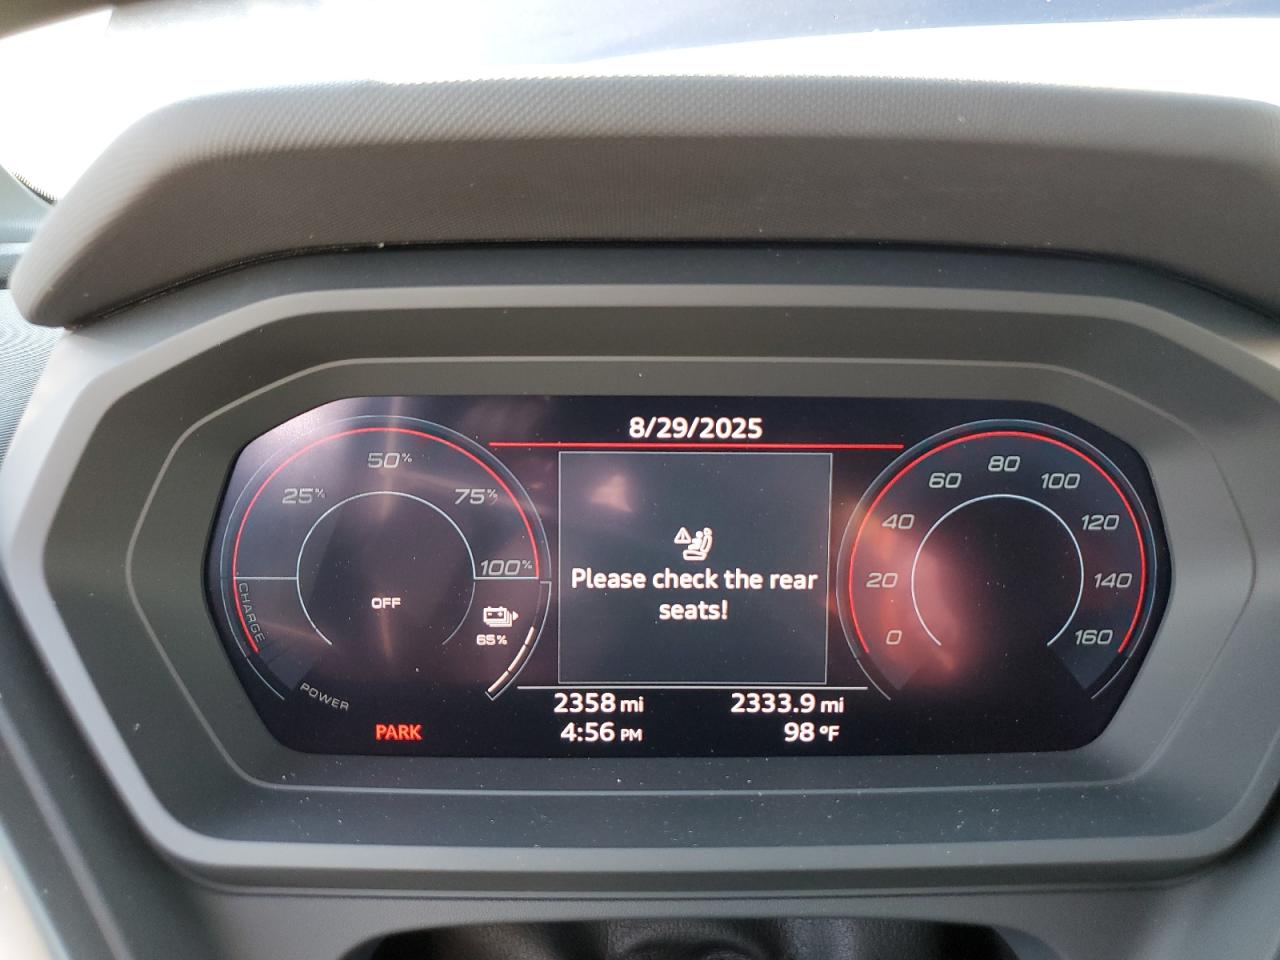 8/29/2025
25%
50%
75%
100%
CHARGE
OFF
65%
POWER
PARK
Please check the rear
seats!
2358 mi
2333.9 mi
4:56 PM
98 °F
0
20
40
60
80
100
120
140
160